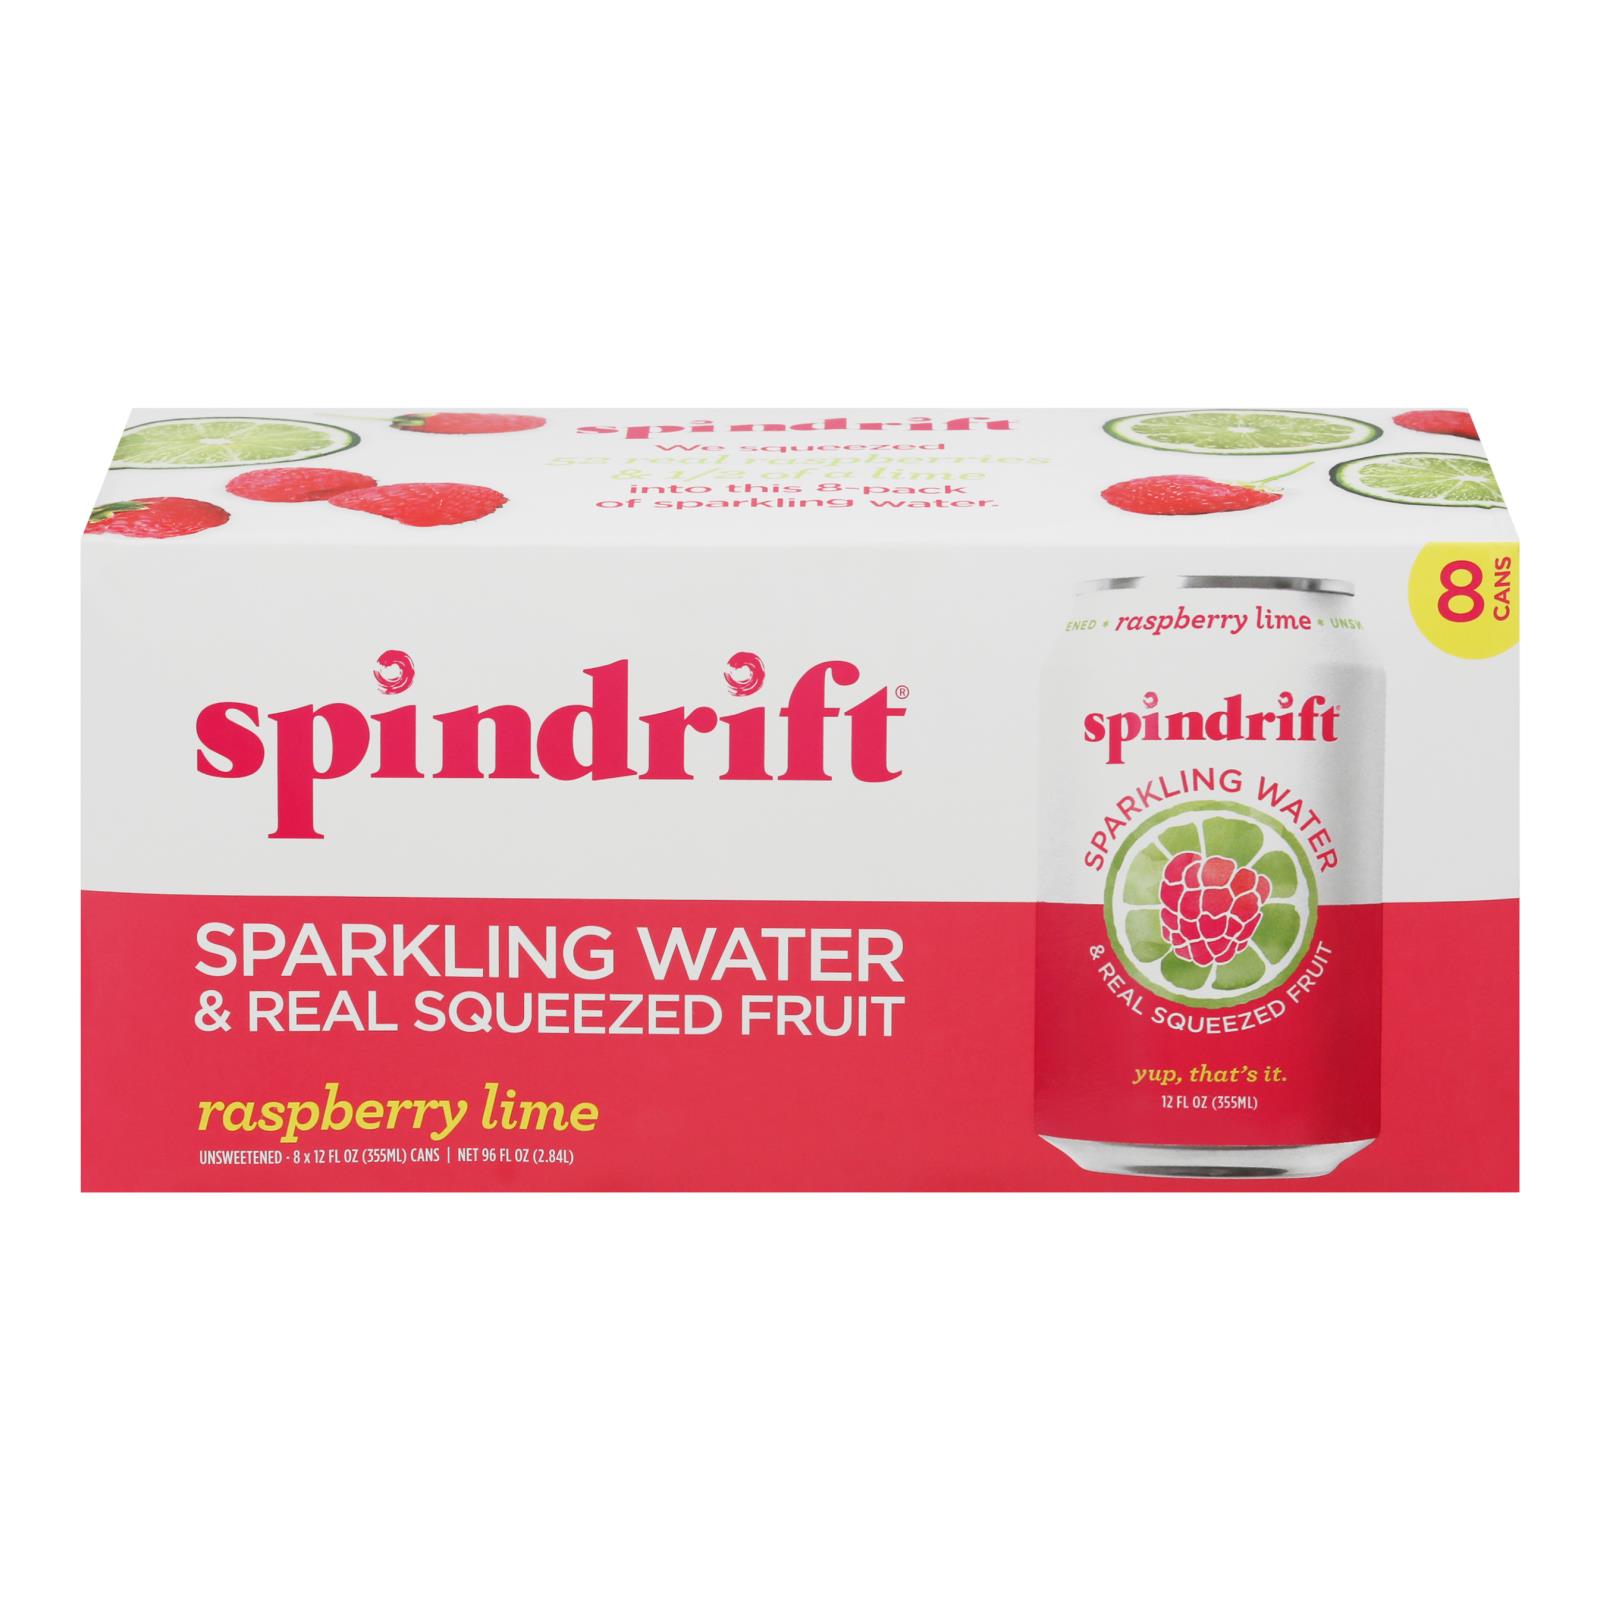 spindrift
We squeezed
52 real raspberries
& 1/2 of a lime
into this 8-pack
of sparkling water.
8 CANS
spindrift®
SPARKLING WATER
& REAL SQUEEZED FRUIT
raspberry lime
UNSWEETENED - 8 x 12 FL OZ (355ML) CANS | NET 96 FL OZ (2.84L)
ENED * raspberry lime * UNSW
spindrift
SPARKLING WATER
& REAL SQUEEZED FRUIT
yup, that's it.
12 FL OZ (355ML)